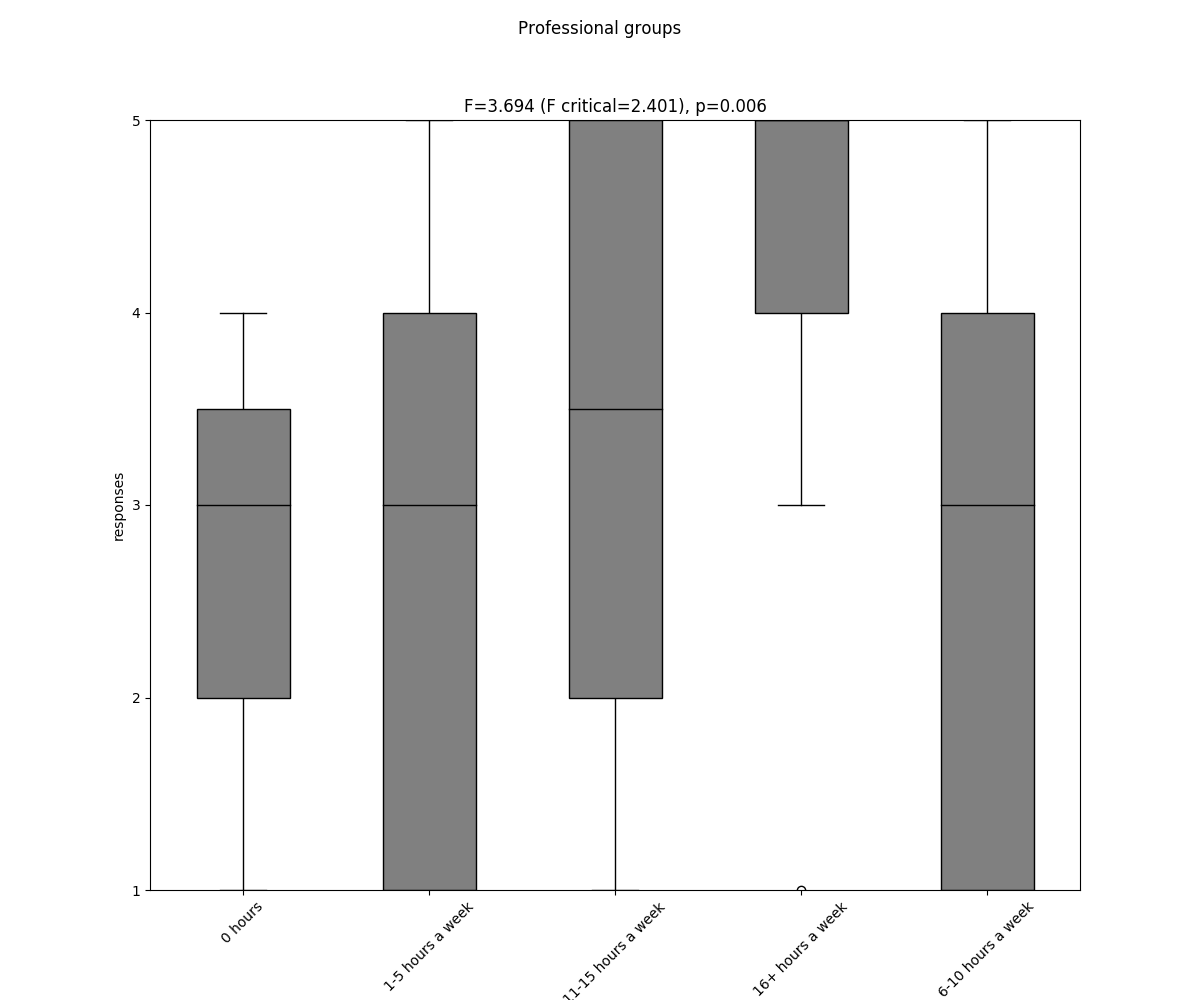 Professional groups
F=3.694 (F critical=2.401), p=0.006
responses
5
4
3
2
1
0 hours
1-5 hours a week
11-15 hours a week
16+ hours a week
6-10 hours a week